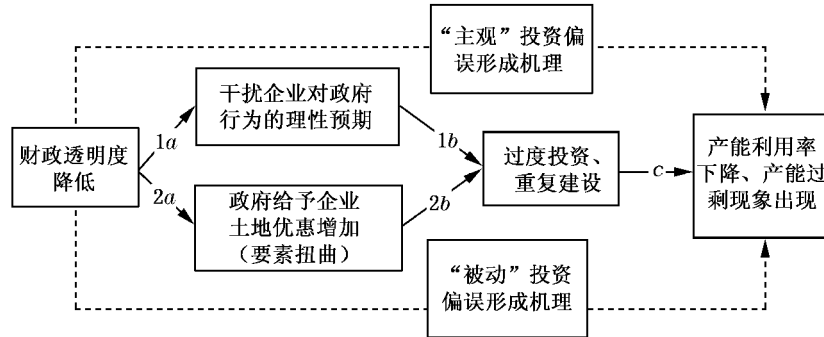 “主观”投资偏
误形成机理
干扰企业对政府
行为的理性预期
1a
1b
财政透明度
降低
过度投资、
重复建设
c
产能利用率
下降、产能过
剩现象出现
2a
2b
政府给予企业
土地优惠增加
（要素扭曲）
“被动”投资
偏误形成机理